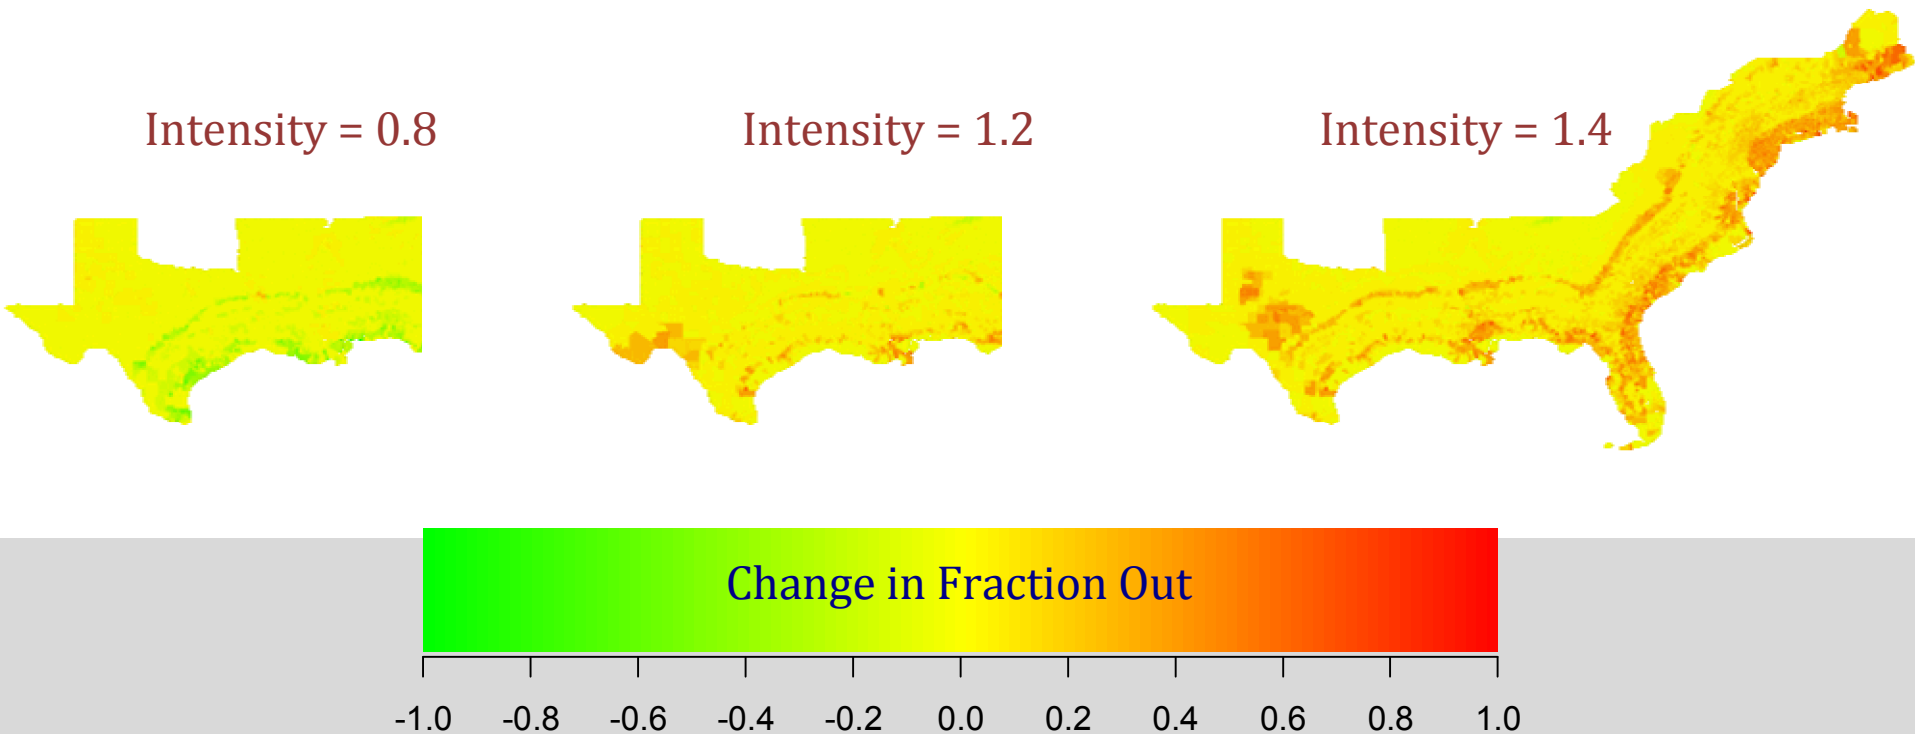 Intensity = 0.8
Intensity = 1.2
Intensity = 1.4
Change in Fraction Out
-1.0 -0.8 -0.6 -0.4 -0.2 0.0 0.2 0.4 0.6 0.8 1.0